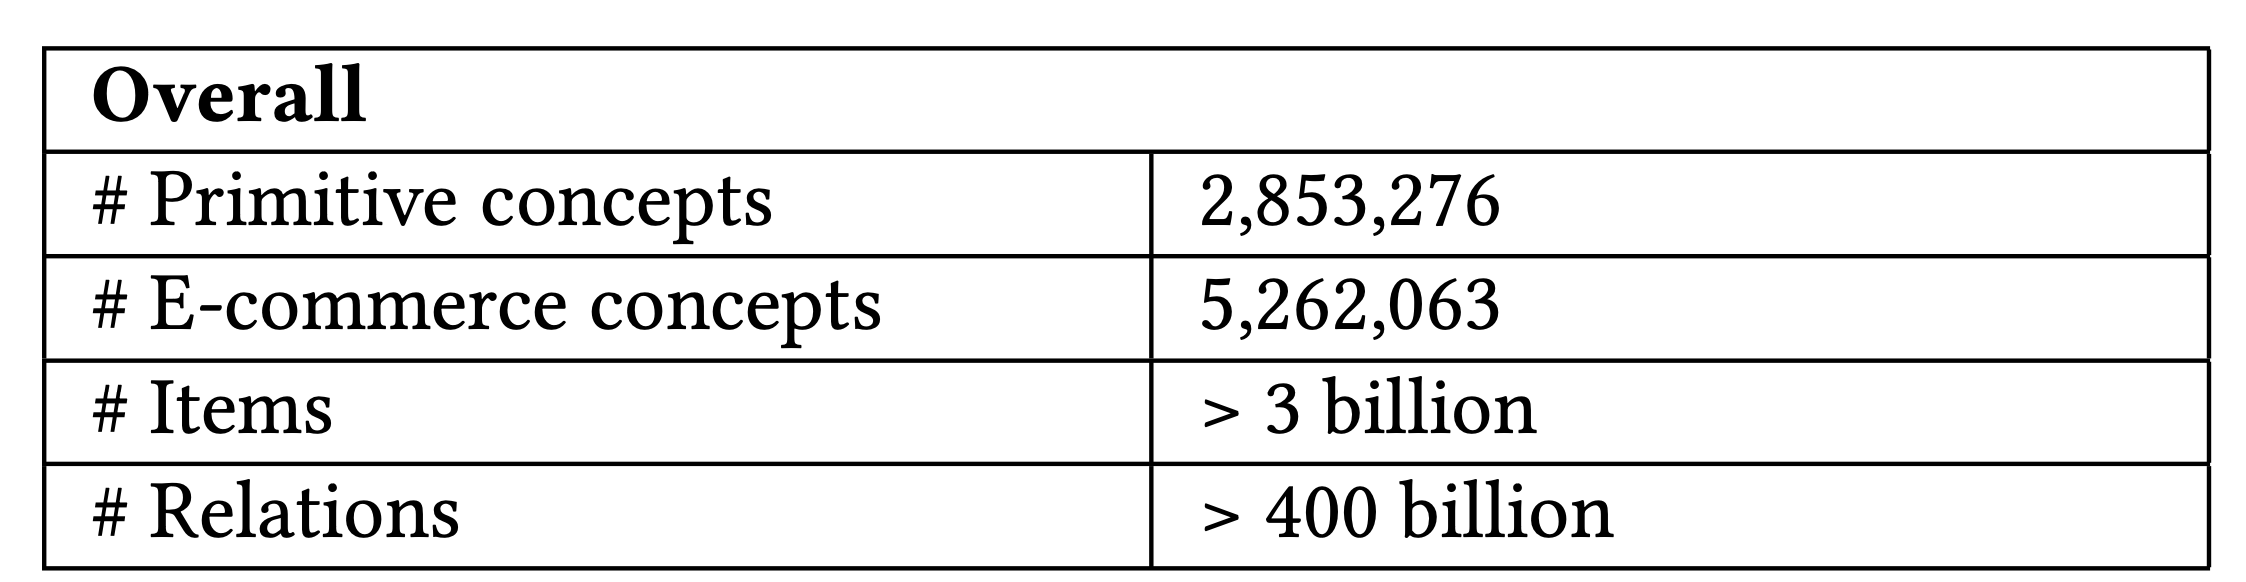 Overall
# Primitive concepts 2,853,276
# E-commerce concepts 5,262,063
# Items > 3 billion
# Relations > 400 billion